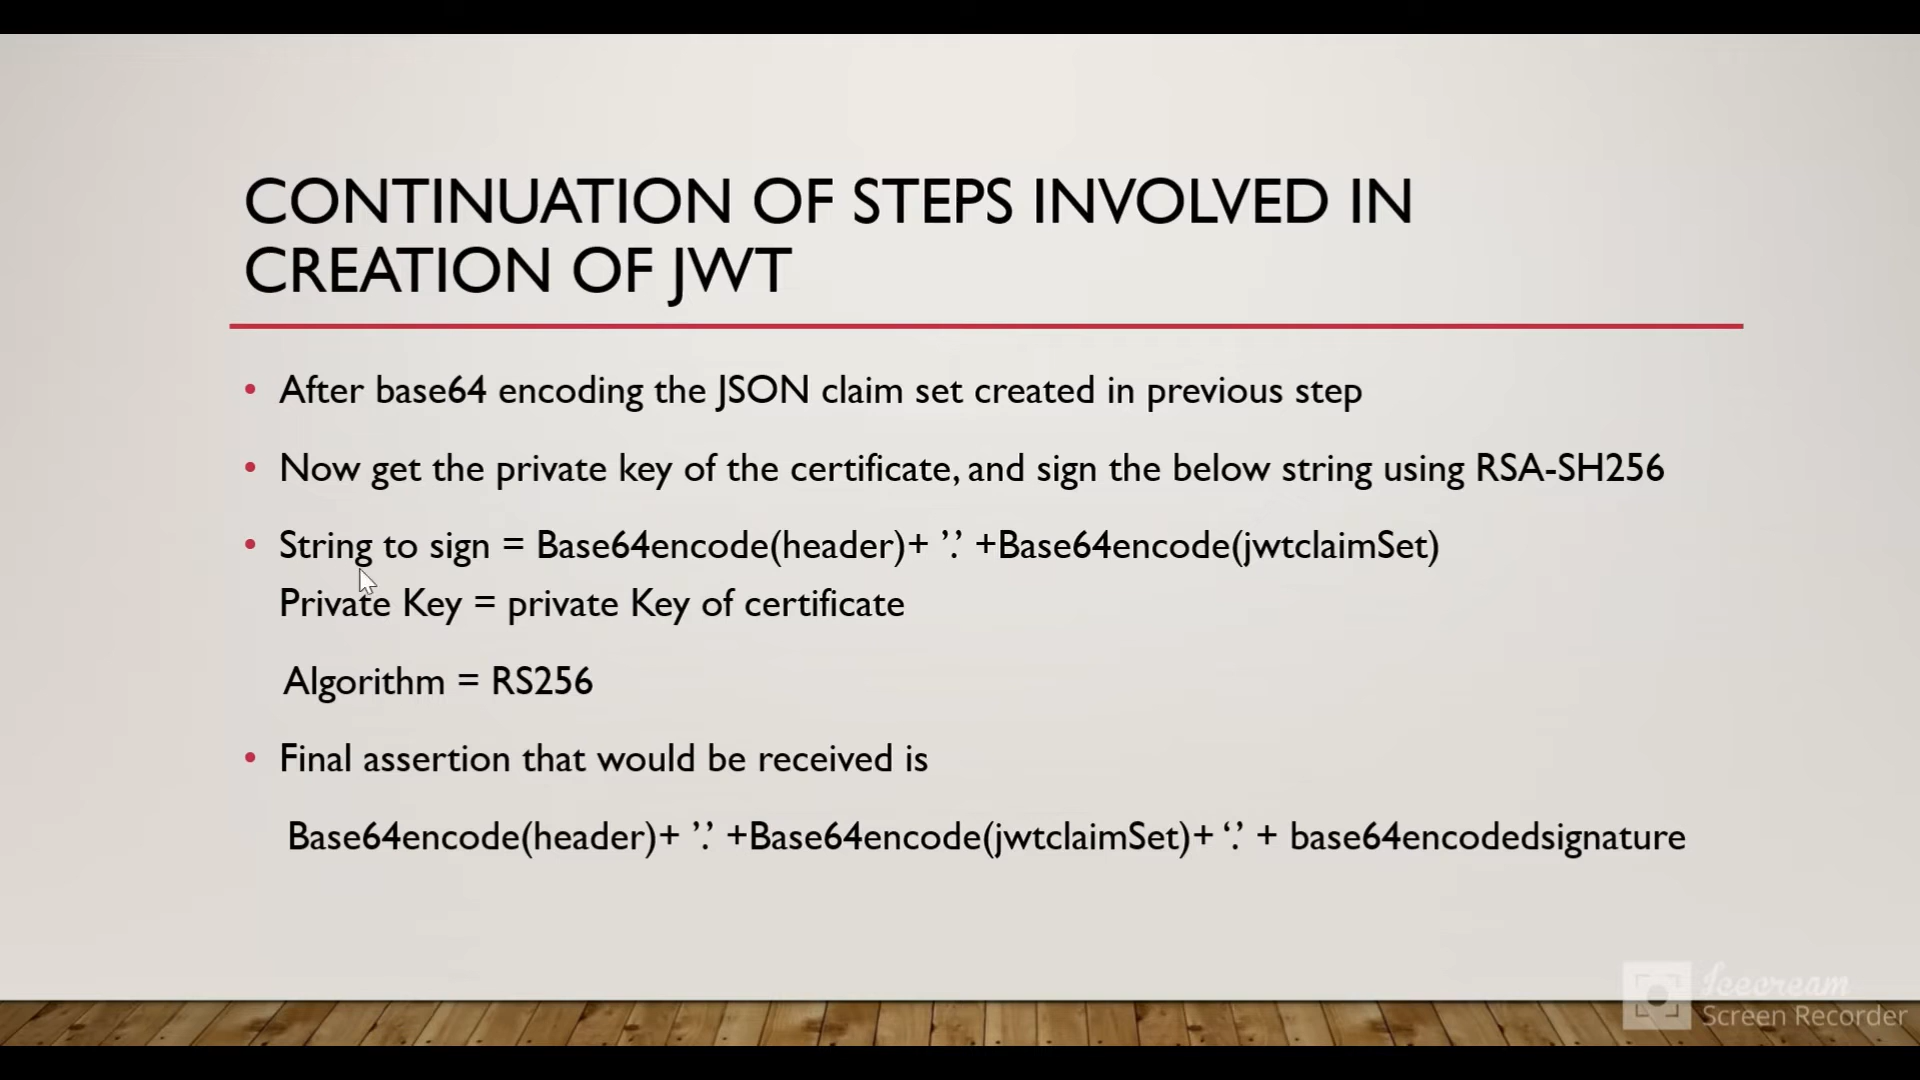 CONTINUATION OF STEPS INVOLVED IN
CREATION OF JWT
• After base64 encoding the JSON claim set created in previous step
• Now get the private key of the certificate, and sign the below string using RSA-SH256
• String to sign = Base64encode(header)+ ’.’ +Base64encode(jwtclaimSet)
Private Key = private Key of certificate
Algorithm = RS256
• Final assertion that would be received is
Base64encode(header)+ ’.’ +Base64encode(jwtclaimSet)+ ‘.’ + base64encodedsignature
Icecream
Screen Recorder